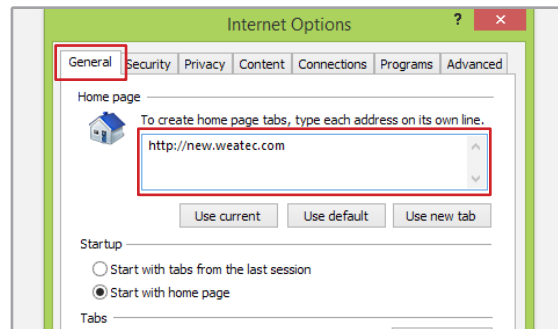 Internet Options
? ×
General Security Privacy Content Connections Programs Advanced
Home page
To create home page tabs, type each address on its own line.
http://new.weatec.com
Use current Use default Use new tab
Startup
Start with tabs from the last session
Start with home page
Tabs